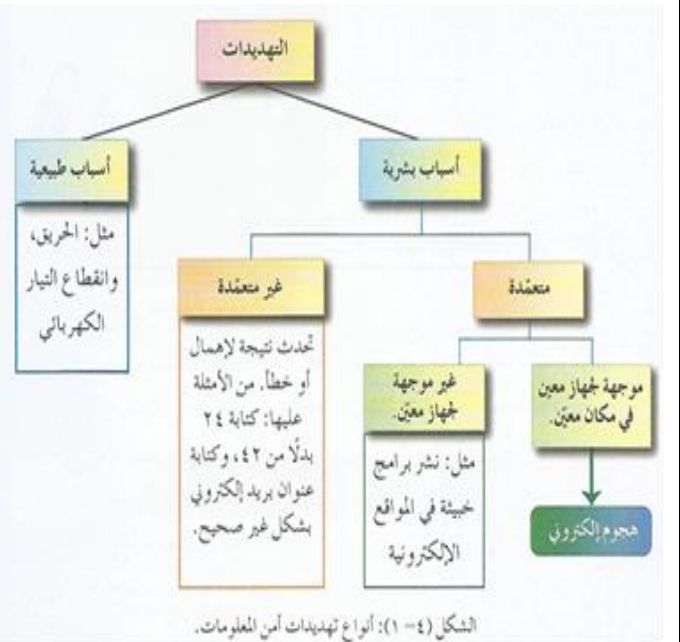 التهديدات
أسباب بشرية
أسباب طبيعية
مثل: الحريق،
وانقطاع التيار
الكهربائي
متعمّدة
غير متعمّدة
تحدث نتيجة لإهمال
أو خطأ. من الأمثلة
عليها: كتابة ٢٤
بدلًا من ٤٢، وكتابة
عنوان بريد إلكتروني
بشكل غير صحيح.
موجهة لجهاز معين
في مكان معيّن.
غير موجهة
لجهاز معيّن.
مثل: نشر برامج
خبيثة في المواقع
الإلكترونية
هجوم إلكتروني
الشكل (٤-١): أنواع تهديدات أمن المعلومات.